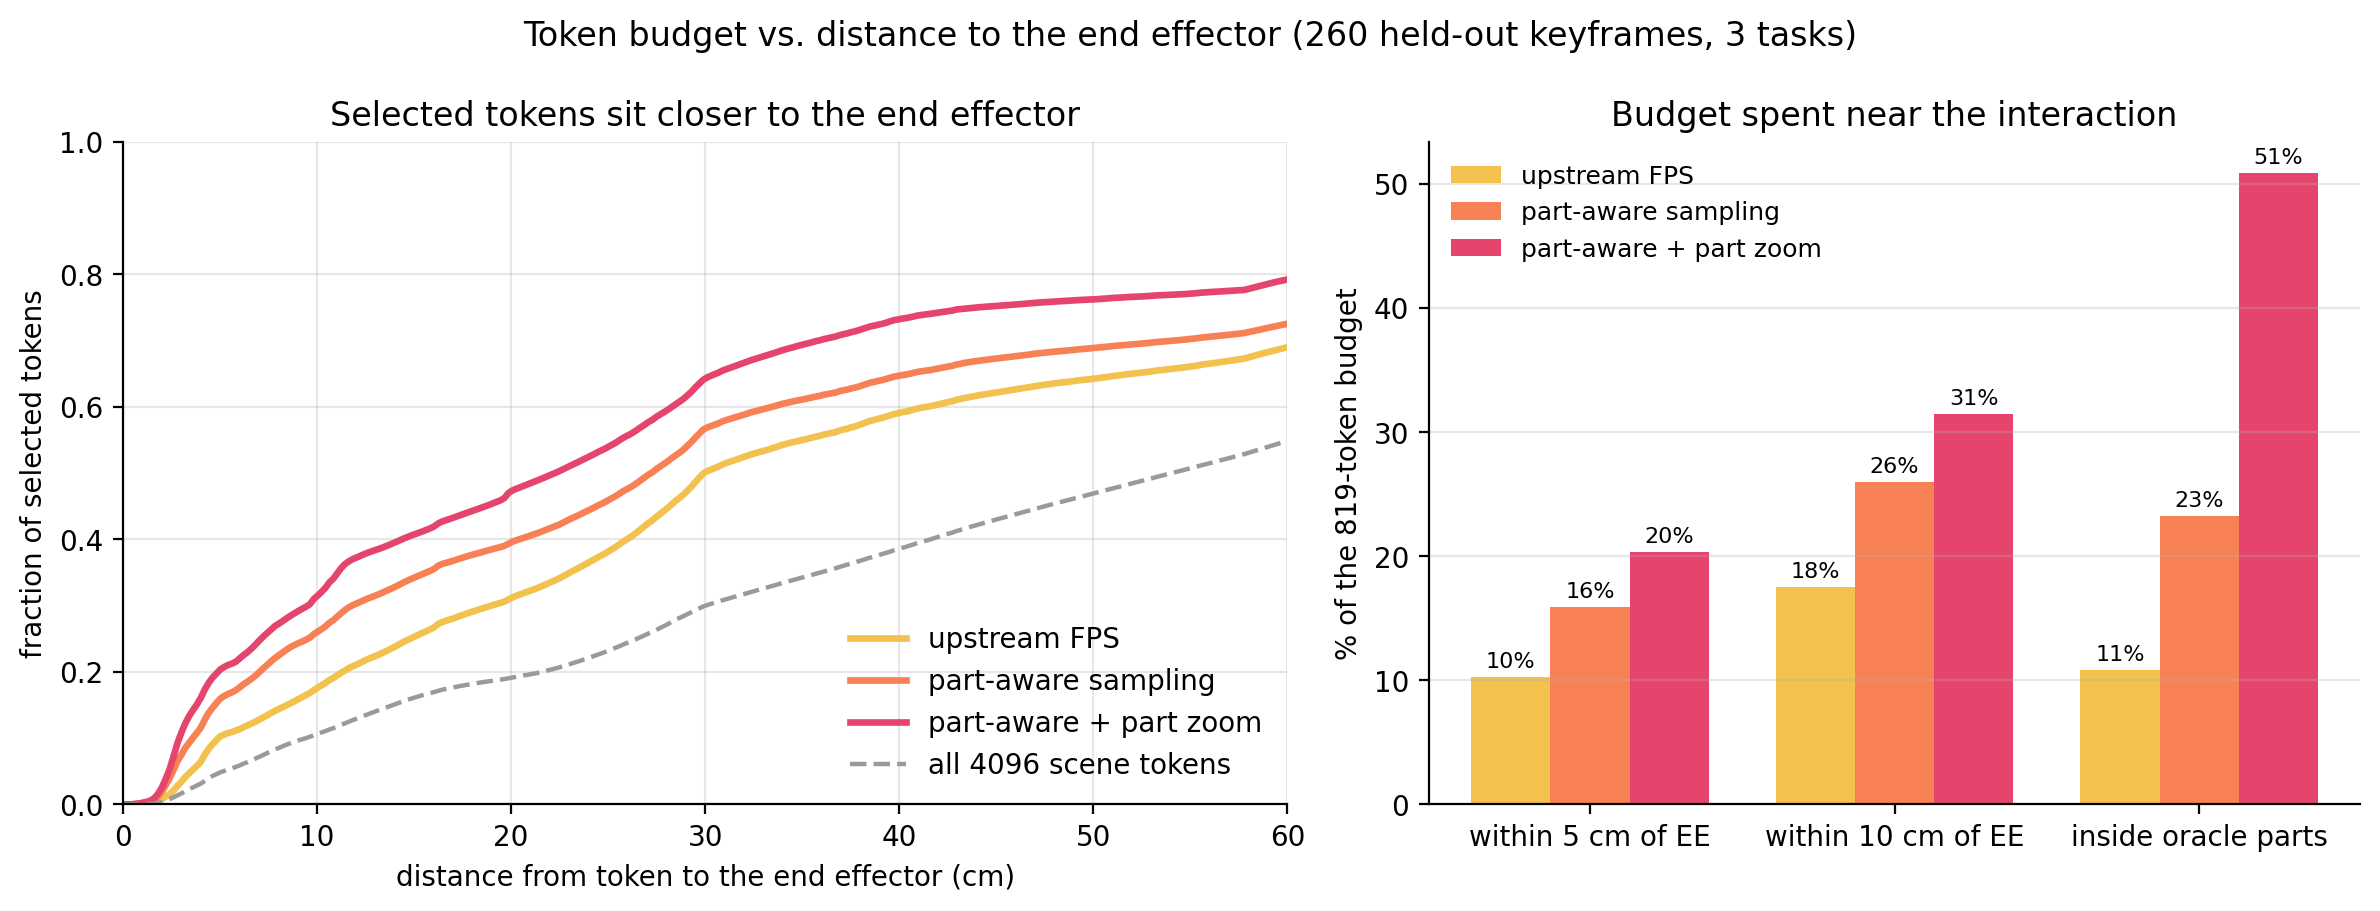 Token budget vs. distance to the end effector (260 held-out keyframes, 3 tasks)
Selected tokens sit closer to the end effector
fraction of selected tokens
1.0
0.8
0.6
0.4
0.2
0.0
upstream FPS
part-aware sampling
part-aware + part zoom
all 4096 scene tokens
0 10 20 30 40 50 60
distance from token to the end effector (cm)
Budget spent near the interaction
% of the 819-token budget
50
40
30
20
10
0
upstream FPS
part-aware sampling
part-aware + part zoom
10% 16% 20%
18% 26% 31%
11% 23% 51%
within 5 cm of EE within 10 cm of EE inside oracle parts